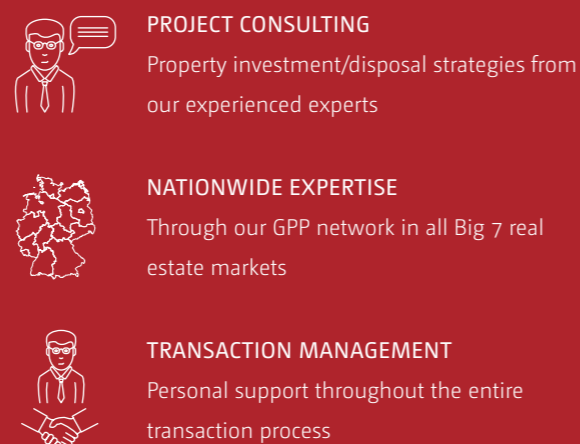 PROJECT CONSULTING
Property investment/disposal strategies from
our experienced experts
NATIONWIDE EXPERTISE
Through our GPP network in all Big 7 real
estate markets
TRANSACTION MANAGEMENT
Personal support throughout the entire
transaction process